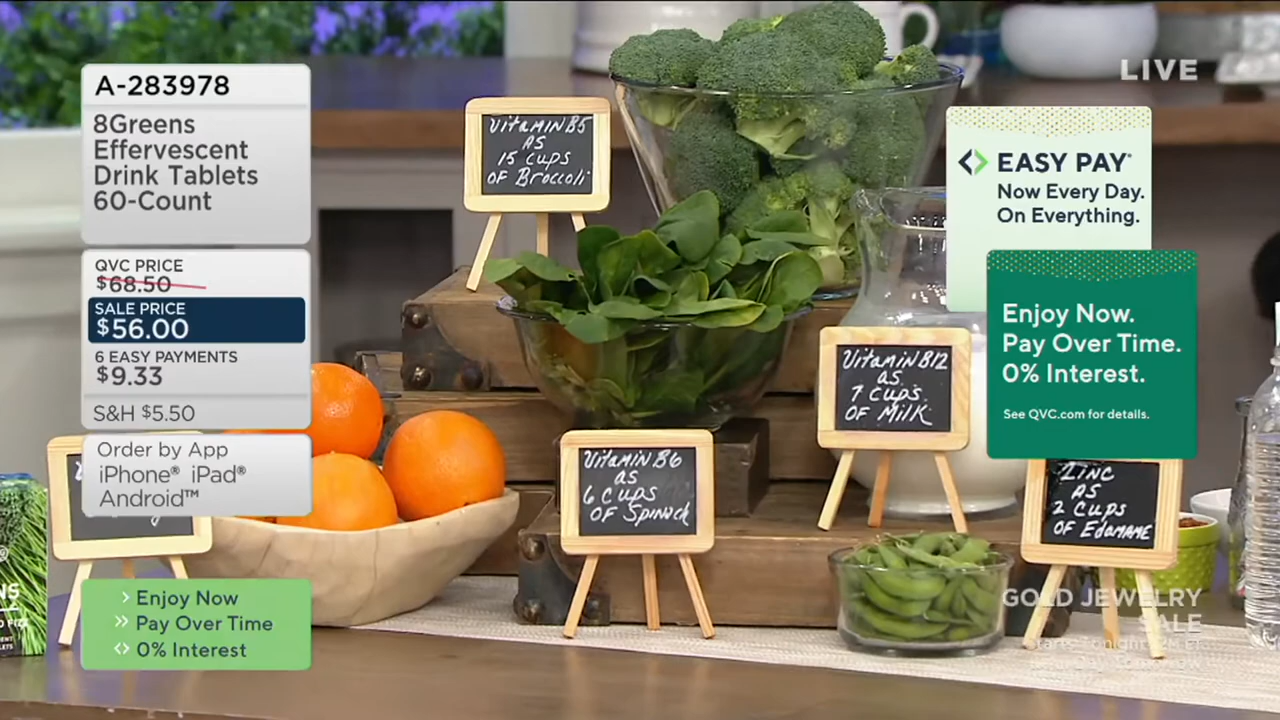 A-283978
8Greens
Effervescent
Drink Tablets
60-Count
QVC PRICE
$68.50
SALE PRICE
$56.00
6 EASY PAYMENTS
$9.33
S&H $5.50
Order by App
iPhone® iPad®
Android™
> Enjoy Now
>> Pay Over Time
<> 0% Interest
VITAMIN B5
AS
15 CUPS
OF BROCCOLI
VITAMIN B6
AS
6 CUPS
OF SPINACH
VITAMIN B12
AS
7 CUPS
OF MILK
ZINC
AS
2 CUPS
OF EDAMAME
LIVE
<> EASY PAY®
Now Every Day.
On Everything.
Enjoy Now.
Pay Over Time.
0% Interest.
See QVC.com for details.
GOLD JEWELRY
SALE